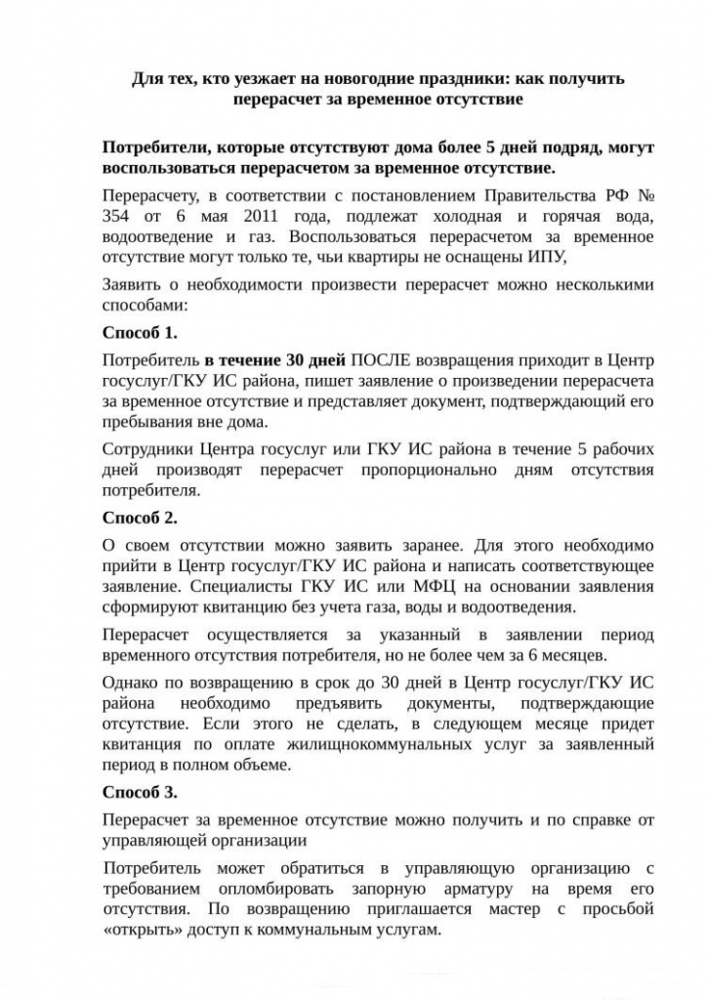 Для тех, кто уезжает на новогодние праздники: как получить
перерасчет за временное отсутствие
Потребители, которые отсутствуют дома более 5 дней подряд, могут
воспользоваться перерасчетом за временное отсутствие.
Перерасчету, в соответствии с постановлением Правительства РФ №
354 от 6 мая 2011 года, подлежат холодная и горячая вода,
водоотведение и газ. Воспользоваться перерасчетом за временное
отсутствие могут только те, чьи квартиры не оснащены ИПУ,
Заявить о необходимости произвести перерасчет можно несколькими
способами:
Способ 1.
Потребитель в течение 30 дней ПОСЛЕ возвращения приходит в Центр
госуслуг/ГКУ ИС района, пишет заявление о произведении перерасчета
за временное отсутствие и представляет документ, подтверждающий его
пребывания вне дома.
Сотрудники Центра госуслуг или ГКУ ИС района в течение 5 рабочих
дней производят перерасчет пропорционально дням отсутствия
потребителя.
Способ 2.
О своем отсутствии можно заявить заранее. Для этого необходимо
прийти в Центр госуслуг/ГКУ ИС района и написать соответствующее
заявление. Специалисты ГКУ ИС или МФЦ на основании заявления
сформируют квитанцию без учета газа, воды и водоотведения.
Перерасчет осуществляется за указанный в заявлении период
временного отсутствия потребителя, но не более чем за 6 месяцев.
Однако по возвращению в срок до 30 дней в Центр госуслуг/ГКУ ИС
района необходимо предъявить документы, подтверждающие
отсутствие. Если этого не сделать, в следующем месяце придет
квитанция по оплате жилищнокоммунальных услуг за заявленный
период в полном объеме.
Способ 3.
Перерасчет за временное отсутствие можно получить и по справке от
управляющей организации
Потребитель может обратиться в управляющую организацию с
требованием опломбировать запорную арматуру на время его
отсутствия. По возвращению приглашается мастер с просьбой
«открыть» доступ к коммунальным услугам.